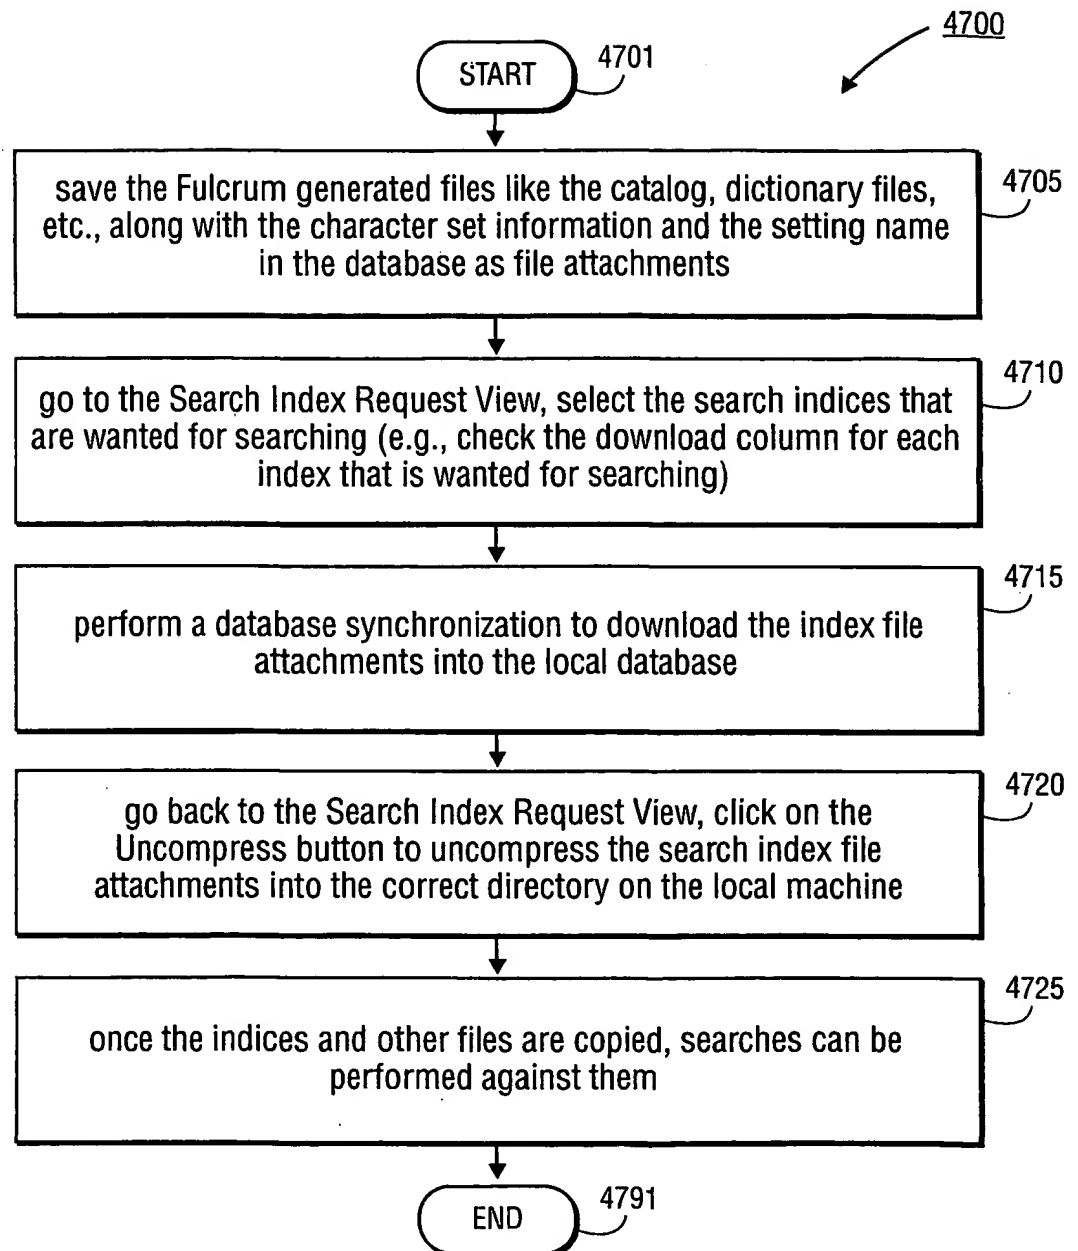 4700
START
4701
save the Fulcrum generated files like the catalog, dictionary files,
etc., along with the character set information and the setting name
in the database as file attachments
4705
go to the Search Index Request View, select the search indices that
are wanted for searching (e.g., check the download column for each
index that is wanted for searching)
4710
perform a database synchronization to download the index file
attachments into the local database
4715
go back to the Search Index Request View, click on the
Uncompress button to uncompress the search index file
attachments into the correct directory on the local machine
4720
once the indices and other files are copied, searches can be
performed against them
4725
END
4791